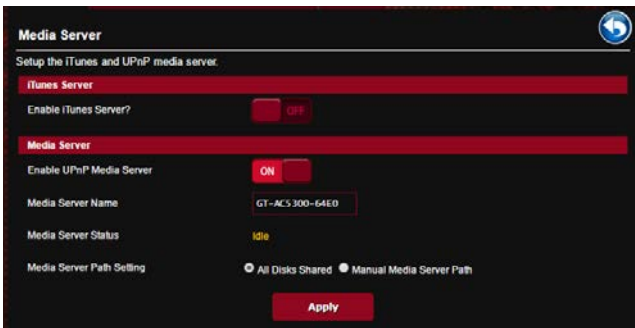 Media Server
Setup the iTunes and UPnP media server.
iTunes Server
Enable iTunes Server?
OFF
Media Server
Enable UPnP Media Server
ON
Media Server Name
GT-AC5300-64E0
Media Server Status
Idle
Media Server Path Setting
All Disks Shared Manual Media Server Path
Apply